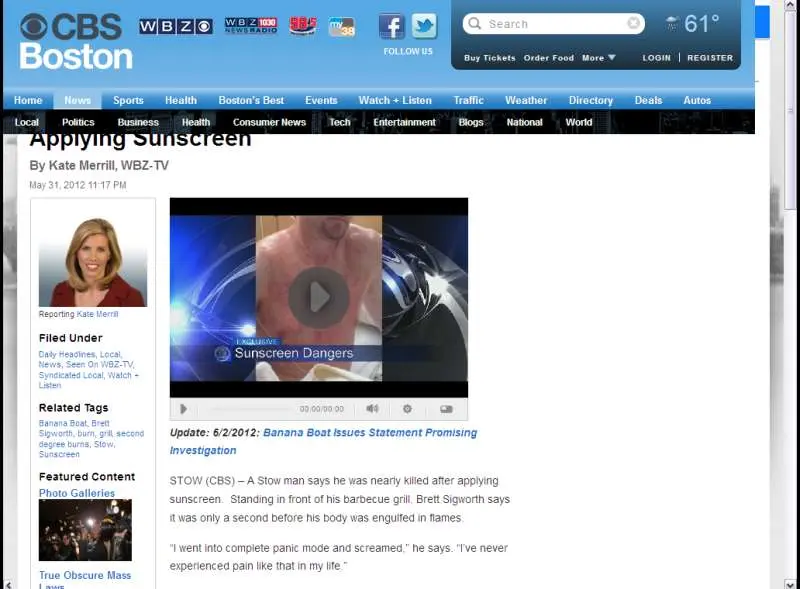 CBS
Boston
WBZ
WBZ 1030
NEWSRADIO
98.5
my
38
FOLLOW US
Search
61°
Buy Tickets Order Food More
LOGIN | REGISTER
Home News Sports Health Boston's Best Events Watch + Listen Traffic Weather Directory Deals Autos
Local Politics Business Health Consumer News Tech Entertainment Blogs National World
Applying Sunscreen
By Kate Merrill, WBZ-TV
May 31, 2012 11:17 PM
Reporting Kate Merrill
Filed Under
Daily Headlines, Local,
News, Seen On WBZ-TV,
Syndicated Local, Watch +
Listen
Related Tags
Banana Boat, Brett
Sigworth, burn, grill, second
degree burns, Stow,
Sunscreen
Featured Content
Photo Galleries
True Obscure Mass
Laws
EXCLUSIVE
Sunscreen Dangers
00:00/00:00
Update: 6/2/2012: Banana Boat Issues Statement Promising
Investigation
STOW (CBS) – A Stow man says he was nearly killed after applying
sunscreen. Standing in front of his barbecue grill, Brett Sigworth says
it was only a second before his body was engulfed in flames.
“I went into complete panic mode and screamed,” he says. “I’ve never
experienced pain like that in my life.”